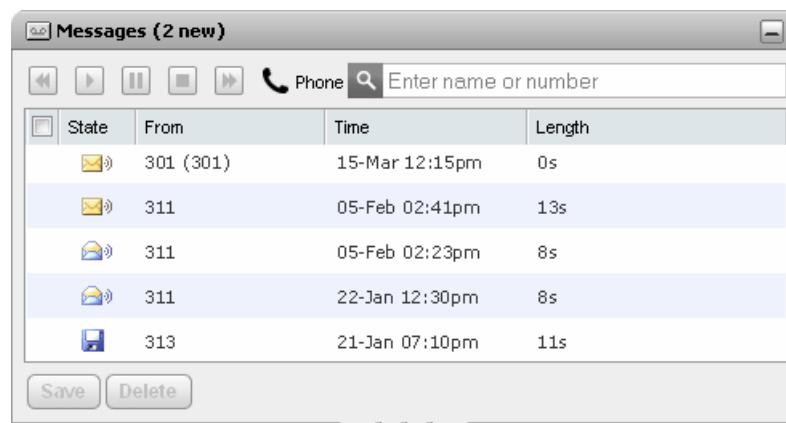 Messages (2 new)
Phone Enter name or number
State From Time Length
301 (301) 15-Mar 12:15pm 0s
311 05-Feb 02:41pm 13s
311 05-Feb 02:23pm 8s
311 22-Jan 12:30pm 8s
313 21-Jan 07:10pm 11s
Save Delete